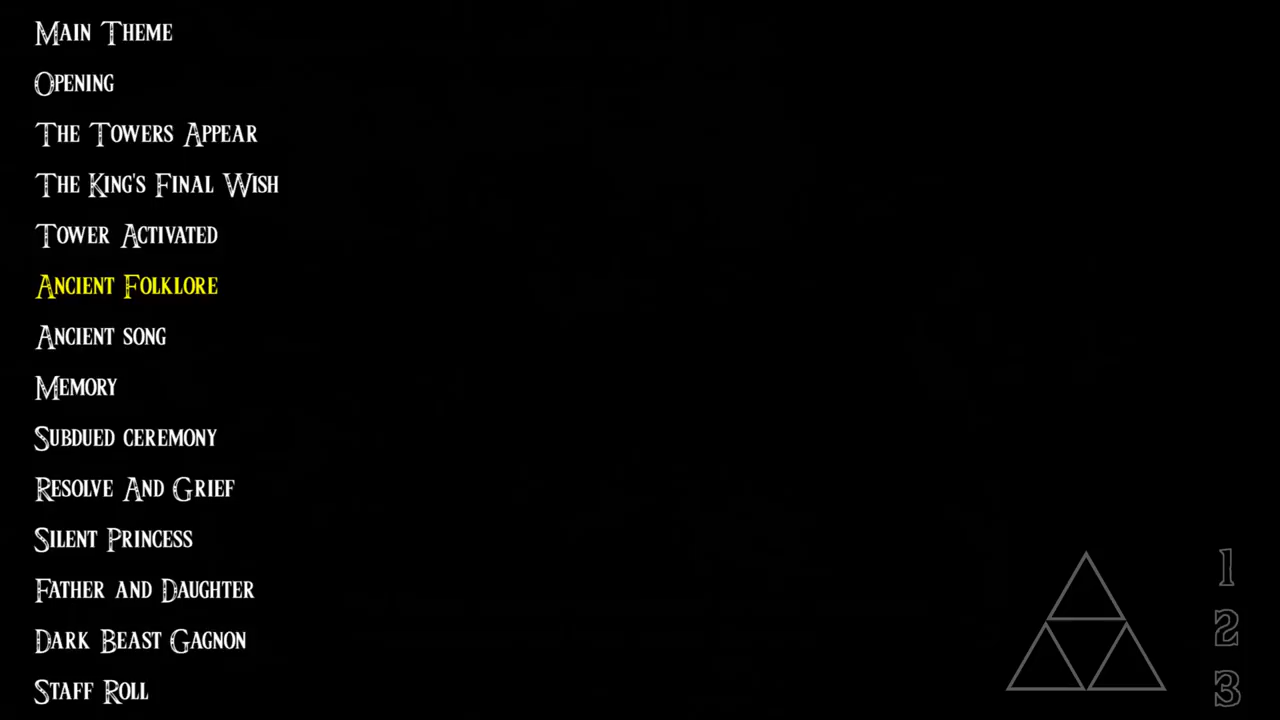 Main Theme
Opening
The Towers Appear
The King's Final Wish
Tower Activated
Ancient Folklore
Ancient song
Memory
Subdued ceremony
Resolve And Grief
Silent Princess
Father and Daughter
Dark Beast Gagnon
Staff Roll
1
2
3